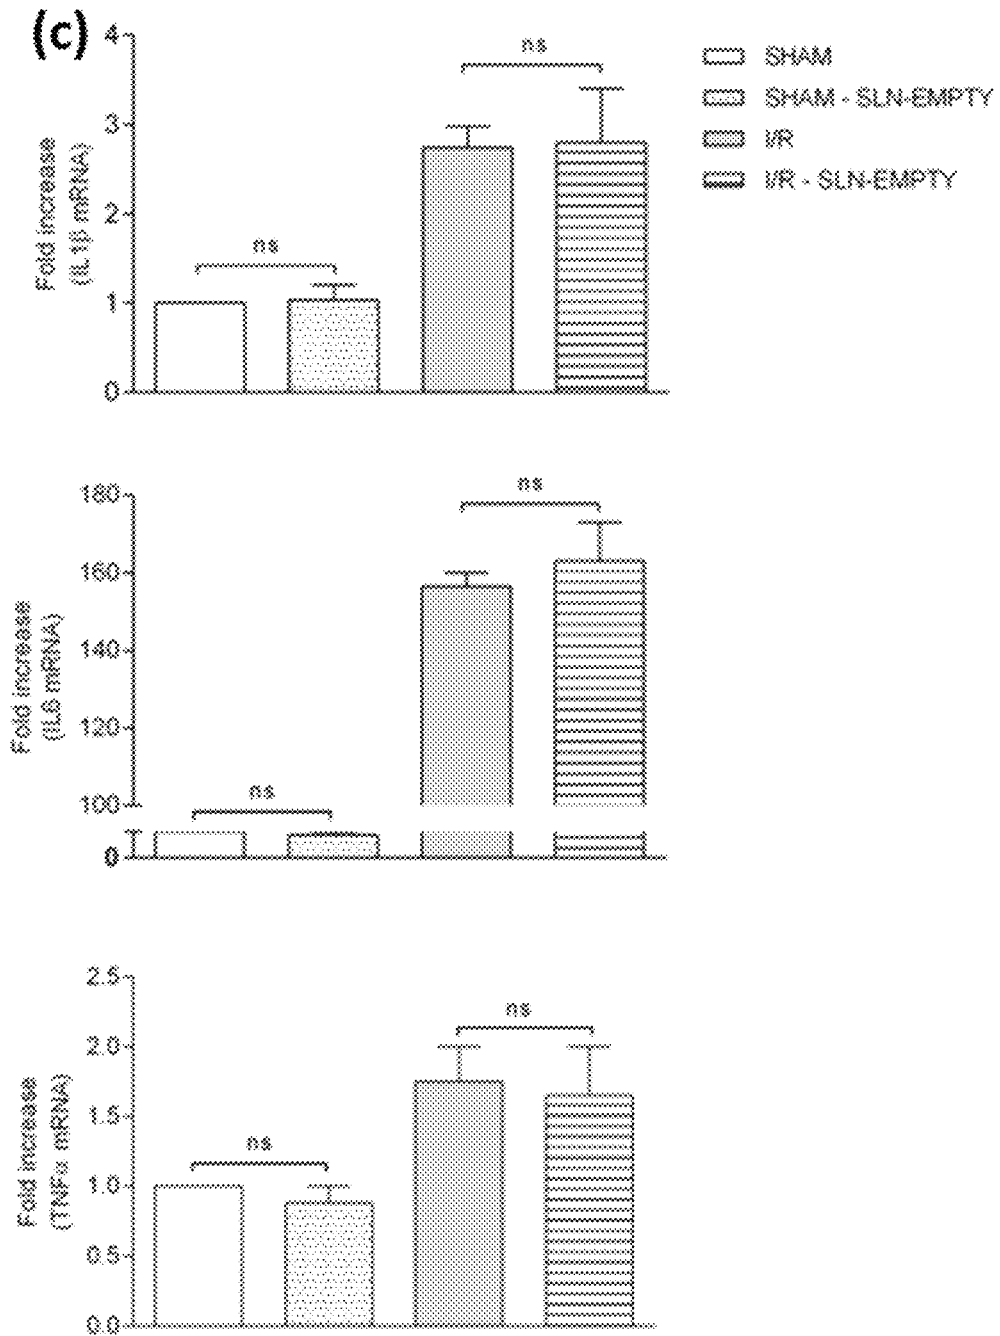 (c)
4
3
2
1
0
Fold increase
(IL1β mRNA)
ns
ns
SHAM
SHAM - SLN-EMPTY
I/R
I/R - SLN-EMPTY
180
160
140
120
100
0
Fold increase
(IL6 mRNA)
ns
ns
2.5
2.0
1.5
1.0
0.5
0.0
Fold increase
(TNFα mRNA)
ns
ns